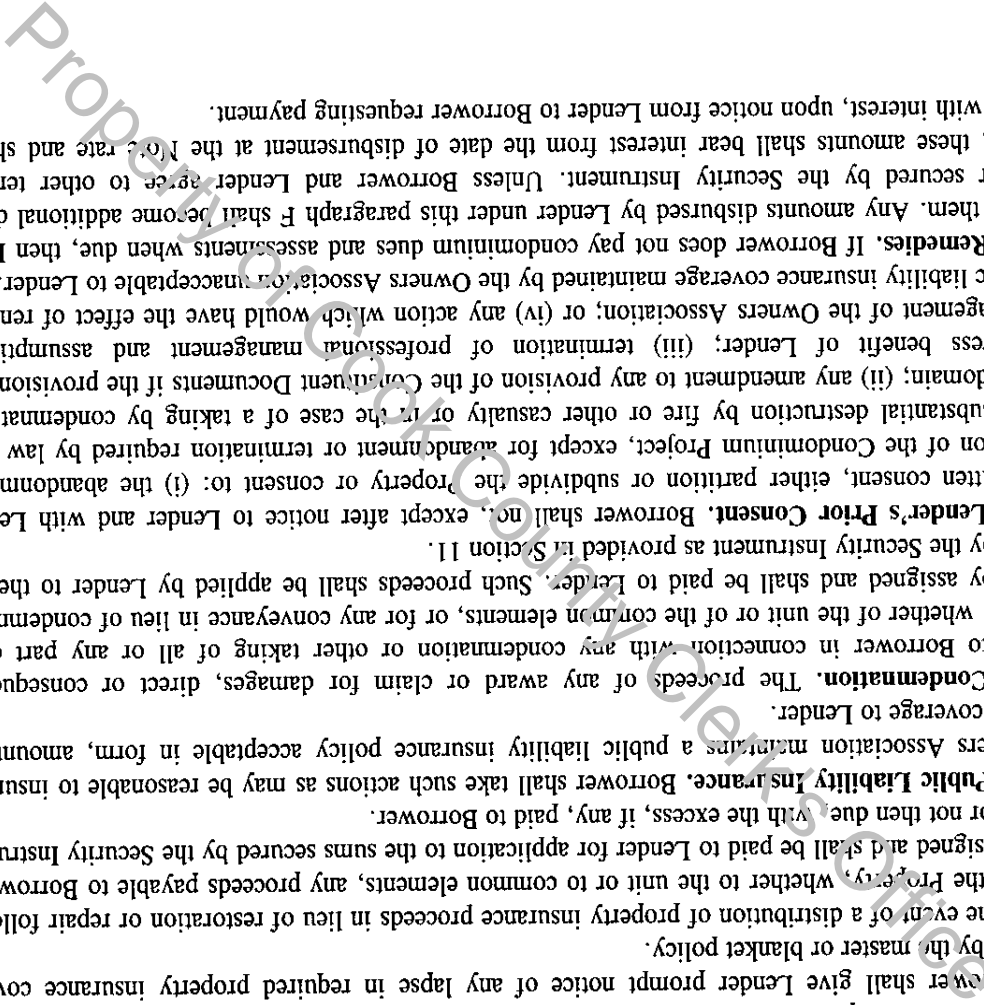 ower shall give Lender prompt notice of any lapse in required property insurance cov
by the master or blanket policy.
he event of a distribution of property insurance proceeds in lieu of restoration or repair follo
the Property, whether to the unit or to common elements, any proceeds payable to Borrow
signed and shall be paid to Lender for application to the sums secured by the Security Instru
or not then due, with the excess, if any, paid to Borrower.
Public Liability Insurance. Borrower shall take such actions as may be reasonable to insu
ers Association maintains a public liability insurance policy acceptable in form, amoun
coverage to Lender.
Condemnation. The proceeds of any award or claim for damages, direct or conseque
to Borrower in connection with any condemnation or other taking of all or any part
whether of the unit or of the common elements, or for any conveyance in lieu of condemn
by assigned and shall be paid to Lender. Such proceeds shall be applied by Lender to the
by the Security Instrument as provided in Section 11.
Lender's Prior Consent. Borrower shall not, except after notice to Lender and with Le
tten consent, either partition or subdivide the Property or consent to: (i) the abandonm
on of the Condominium Project, except for abandonment or termination required by law
ubstantial destruction by fire or other casualty or in the case of a taking by condemnat
domain; (ii) any amendment to any provision of the Constituent Documents if the provision
ress benefit of Lender; (iii) termination of professional management and assumpti
agement of the Owners Association; or (iv) any action which would have the effect of ren
c liability insurance coverage maintained by the Owners Association unacceptable to Lender.
Remedies. If Borrower does not pay condominium dues and assessments when due, then
them. Any amounts disbursed by Lender under this paragraph F shall become additional
r secured by the Security Instrument. Unless Borrower and Lender agree to other ter
, these amounts shall bear interest from the date of disbursement at the Note rate and sh
with interest, upon notice from Lender to Borrower requesting payment.
Property of Cook County Clerk's Office